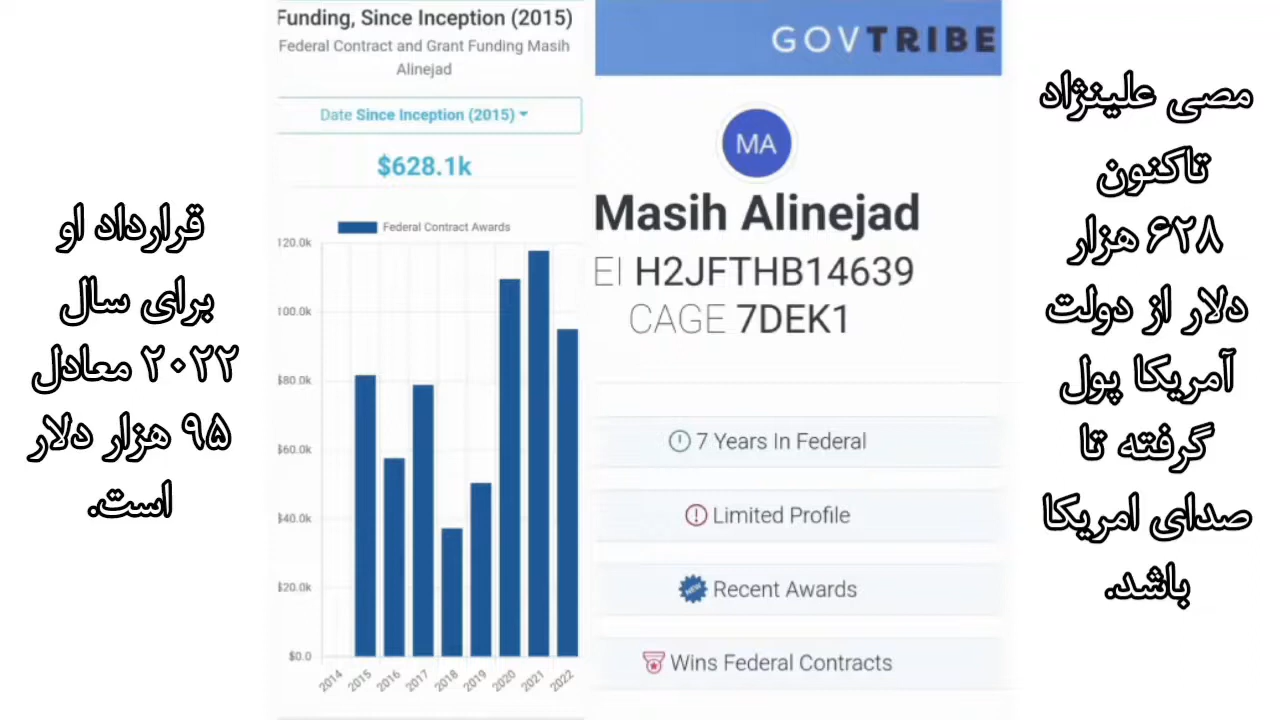 Funding, Since Inception (2015)
Federal Contract and Grant Funding Masih
Alinejad
Date Since Inception (2015)
$628.1k
Federal Contract Awards
120.0k
100.0k
$80.0k
$60.0k
$40.0k
$20.0k
$0.0
2014 2015 2016 2017 2018 2019 2020 2021 2022
GOVTRIBE
MA
Masih Alinejad
EI H2JFTHB14639
CAGE 7DEK1
7 Years In Federal
Limited Profile
NEW Recent Awards
Wins Federal Contracts
مصی علینژاد
تاکنون
۶۲۸ هزار
دلار از دولت
آمریکا پول
گرفته تا
صدای امریکا
باشد.
قرارداد او
برای سال
۲۰۲۲ معادل
۹۵ هزار دلار
است.